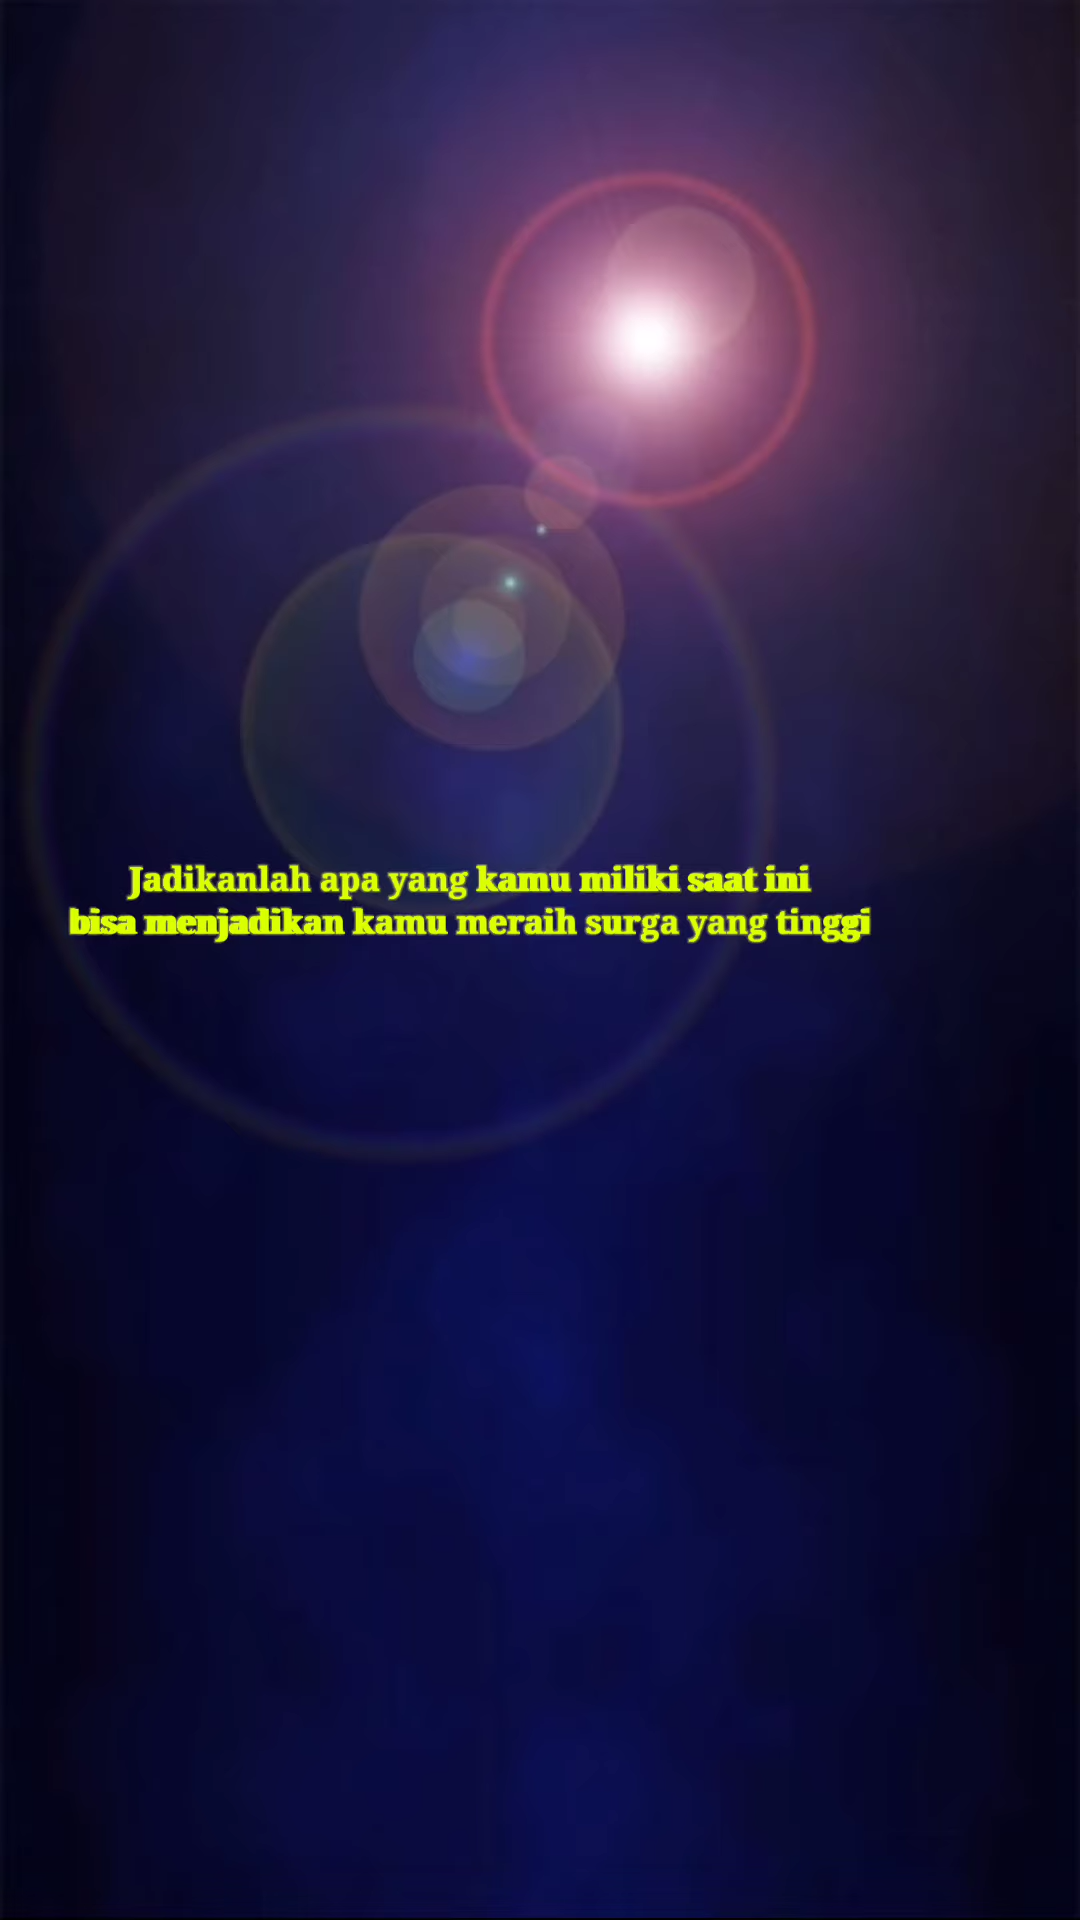 Jadikanlah apa yang kamu miliki saat ini
bisa menjadikan kamu meraih surga yang tinggi